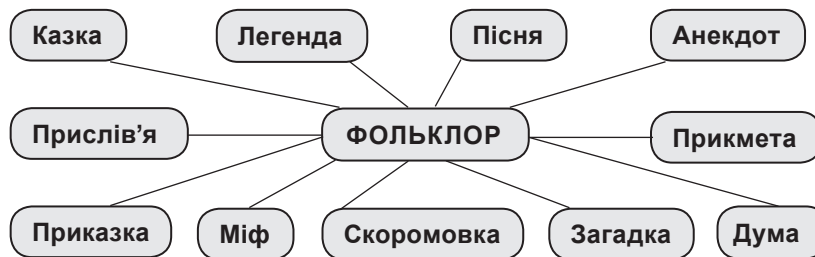 Казка Легенда Пісня Анекдот
Прислів’я ФОЛЬКЛОР Прикмета
Приказка Міф Скоромовка Загадка Дума